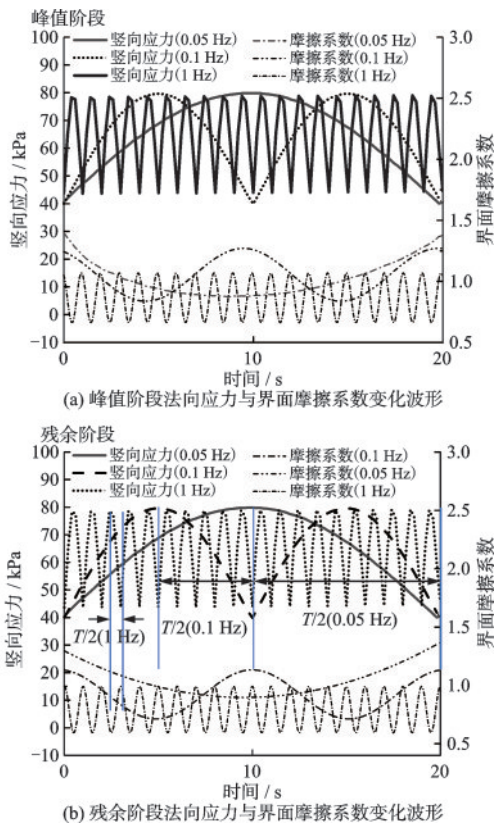 峰值阶段
竖向应力(0.05 Hz)
竖向应力(0.1 Hz)
竖向应力(1 Hz)
摩擦系数(0.05 Hz)
摩擦系数(0.1 Hz)
摩擦系数(1 Hz)
100
90
80
70
60
50
40
30
20
10
0
-10
竖向应力 / kPa
3.0
2.5
2.0
1.5
1.0
0.5
界面摩擦系数
0
10
20
时间 / s
(a) 峰值阶段法向应力与界面摩擦系数变化波形
残余阶段
竖向应力(0.05 Hz)
竖向应力(0.1 Hz)
竖向应力(1 Hz)
摩擦系数(0.1 Hz)
摩擦系数(0.05 Hz)
摩擦系数(1 Hz)
100
90
80
70
60
50
40
30
20
10
0
-10
竖向应力 / kPa
3.0
2.5
2.0
1.5
1.0
0.5
界面摩擦系数
T/2(1 Hz)
T/2(0.1 Hz)
T/2(0.05 Hz)
0
10
20
时间 / s
(b) 残余阶段法向应力与界面摩擦系数变化波形